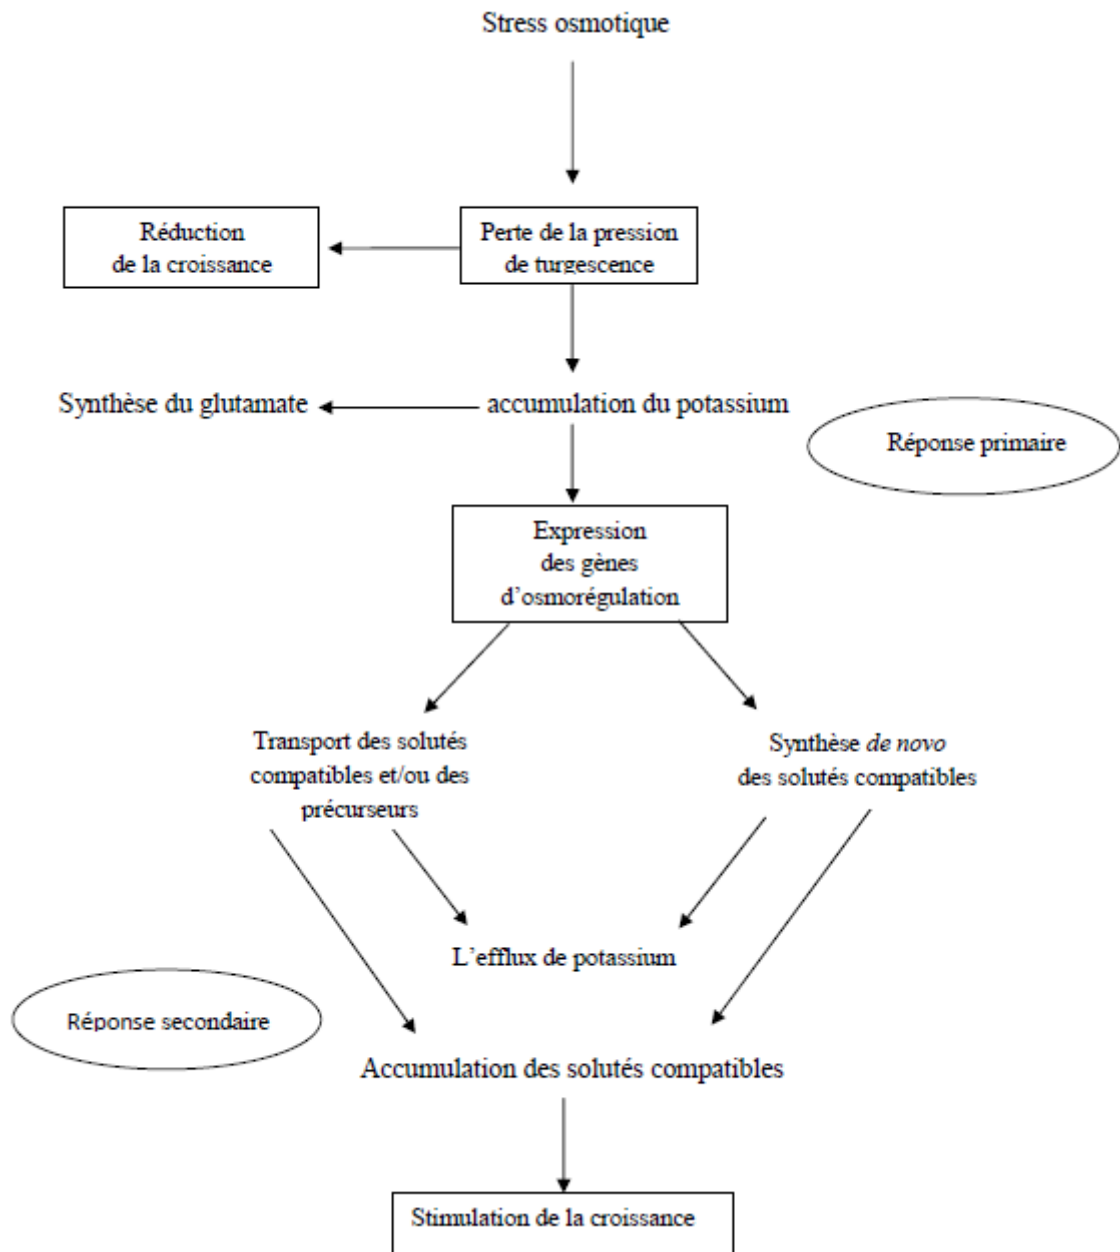 Stress osmotique
Réduction
de la croissance
Perte de la pression
de turgescence
Synthèse du glutamate
accumulation du potassium
Réponse primaire
Expression
des gènes
d'osmorégulation
Transport des solutés
compatibles et/ou des
précurseurs
Synthèse de novo
des solutés compatibles
L'efflux de potassium
Réponse secondaire
Accumulation des solutés compatibles
Stimulation de la croissance